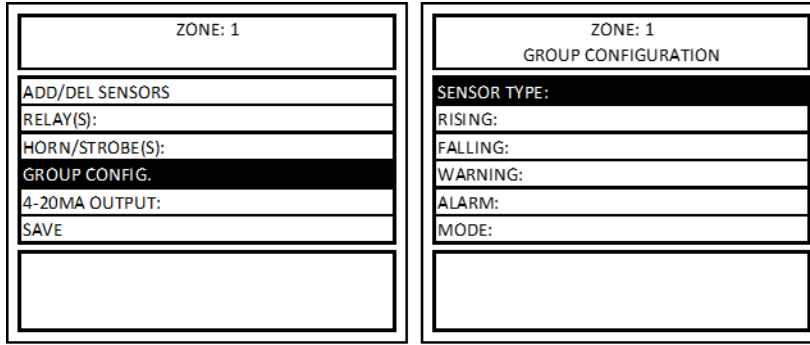 ZONE: 1
ADD/DEL SENSORS
RELAY(S):
HORN/STROBE(S):
GROUP CONFIG.
4-20MA OUTPUT:
SAVE
ZONE: 1
GROUP CONFIGURATION
SENSOR TYPE:
RISING:
FALLING:
WARNING:
ALARM:
MODE: